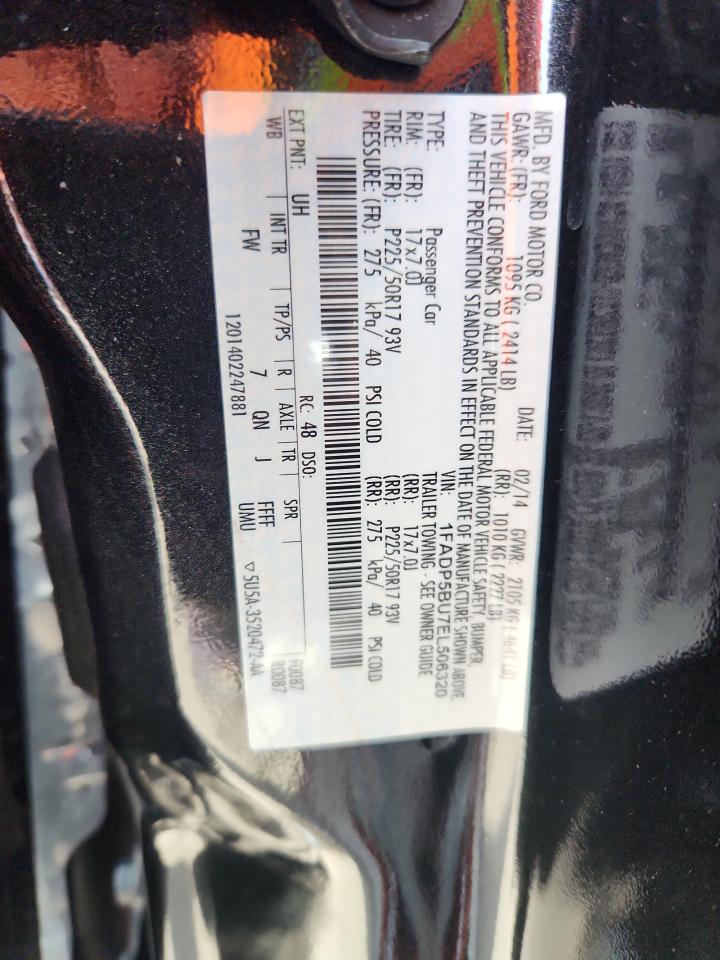 MFD. BY FORD MOTOR CO.
DATE: 02/14 GVWR: 2105 KG ( 4641 LB)
GAWR: (FR): 1095 KG ( 2414 LB) (RR): 1010 KG ( 2227 LB)
THIS VEHICLE CONFORMS TO ALL APPLICABLE FEDERAL MOTOR VEHICLE SAFETY, BUMPER,
AND THEFT PREVENTION STANDARDS IN EFFECT ON THE DATE OF MANUFACTURE SHOWN ABOVE.
VIN: 1FADP5BU7EL506320
TYPE: Passenger Car TRAILER TOWING - SEE OWNER GUIDE
RIM: (FR): 17x7.0J (RR): 17x7.0J
TIRE: (FR): P225/50R17 93V (RR): P225/50R17 93V
PRESSURE: (FR): 275 kPa/ 40 PSI COLD (RR): 275 kPa/ 40 PSI COLD
RC: 48 DSO: F0087
EXT PNT: UH R0087
WB INT TR TP/PS R AXLE TR SPR
FW 7 QN J FFFF UMU
1201402247881 ▽5U5A-3520472-AA